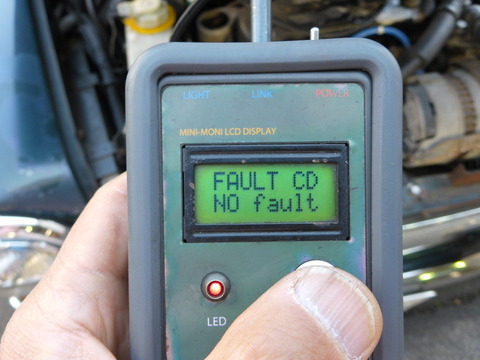 LIGHT LINK POWER
MINI-MONI LCD DISPLAY
FAULT CD
NO fault
LED